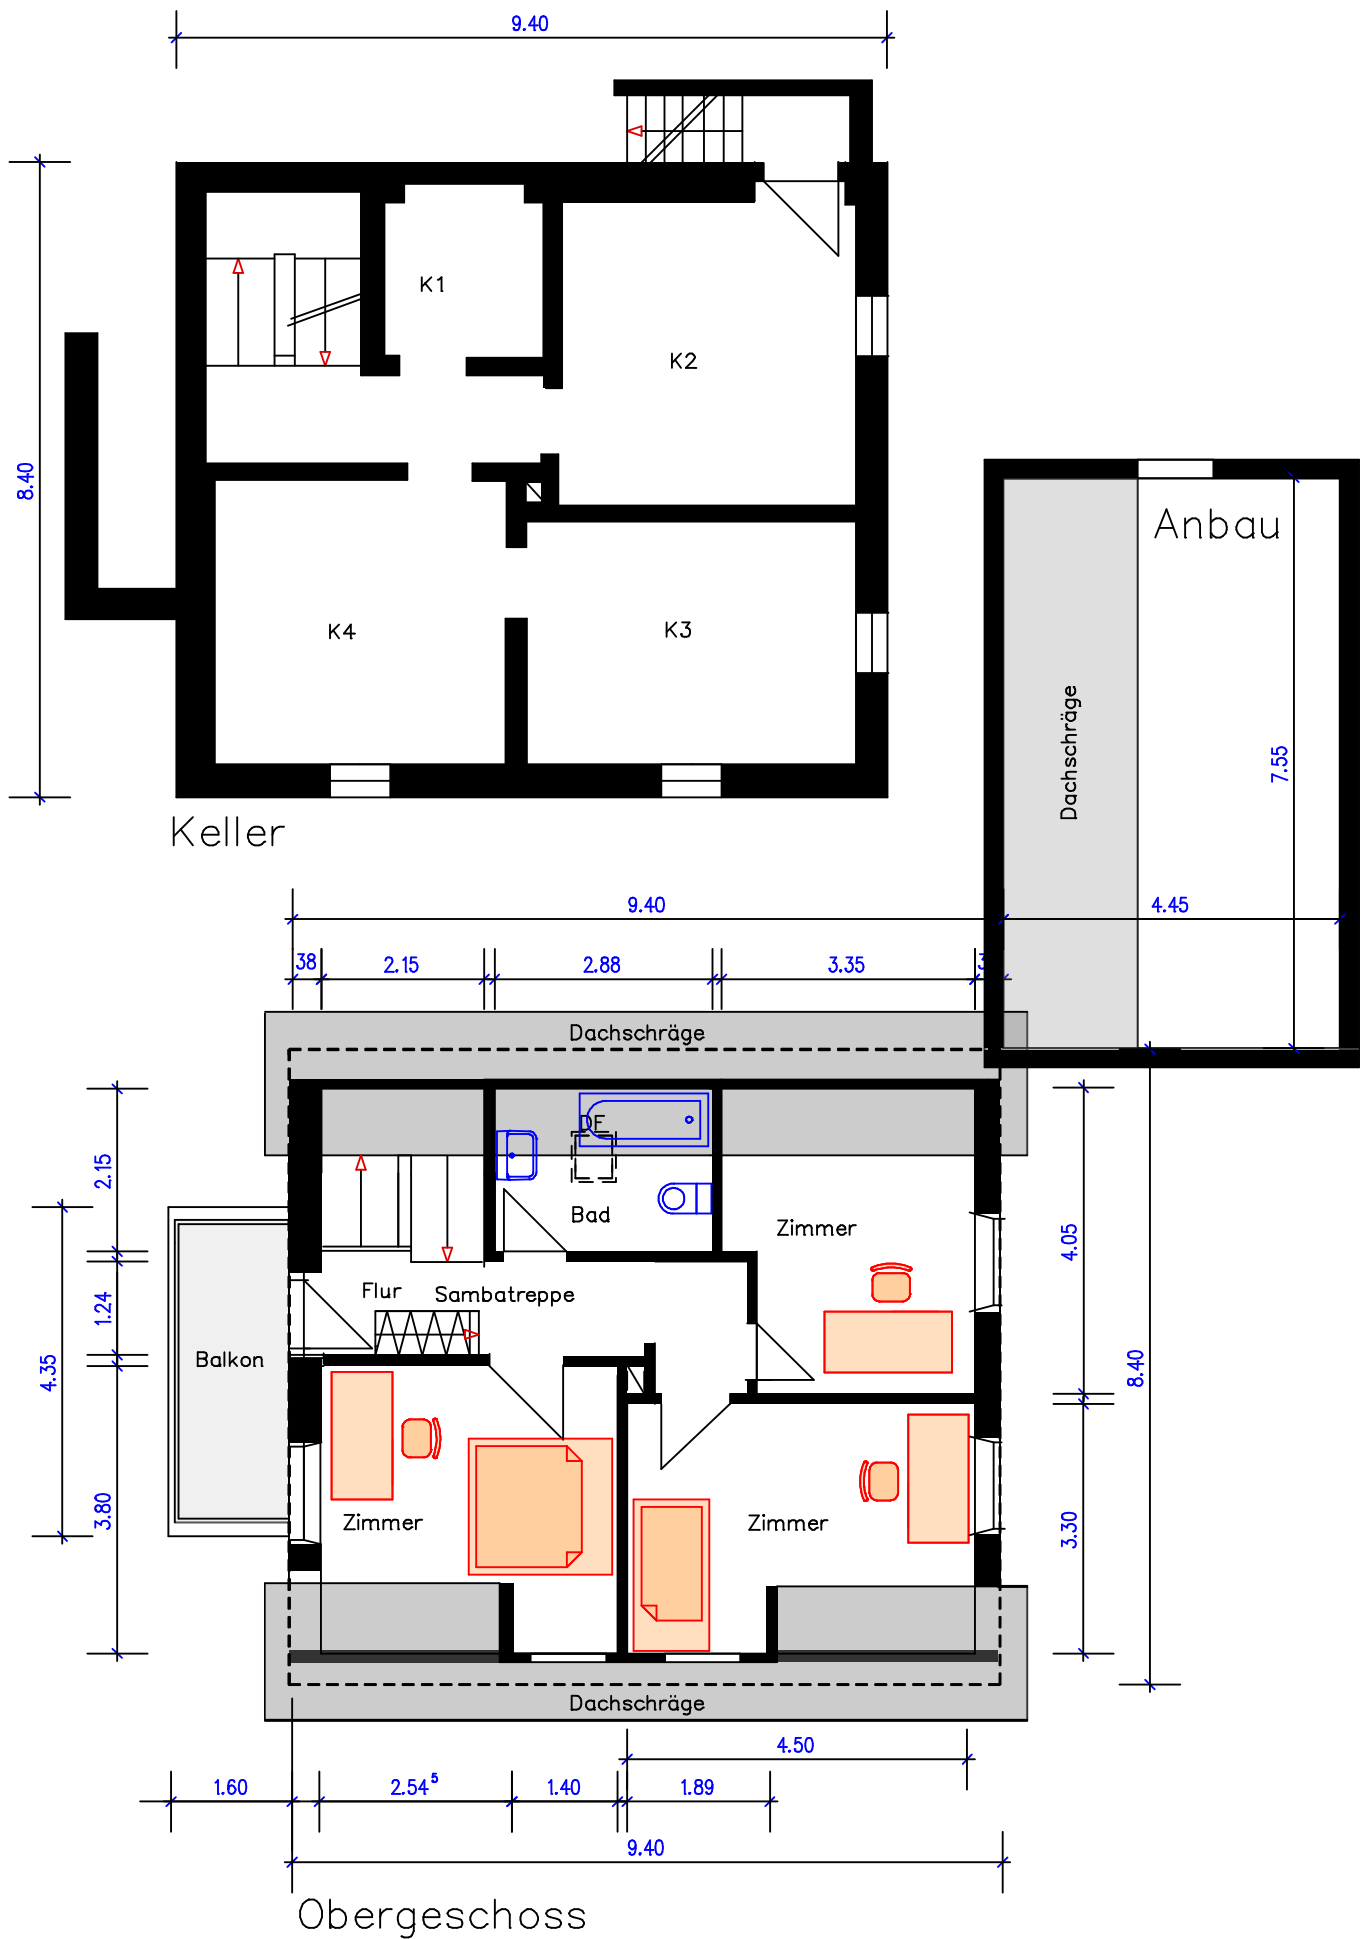 9.40
K1
K2
8.40
K4
K3
Keller
Anbau
Dachschräge
7.55
9.40
4.45
38
2.15
2.88
3.35
Dachschräge
2.15
DF
Bad
Zimmer
4.05
Flur
Sambatreppe
1.24
Balkon
4.35
8.40
3.80
Zimmer
Zimmer
3.30
Dachschräge
4.50
1.60
2.54⁵
1.40
1.89
9.40
Obergeschoss